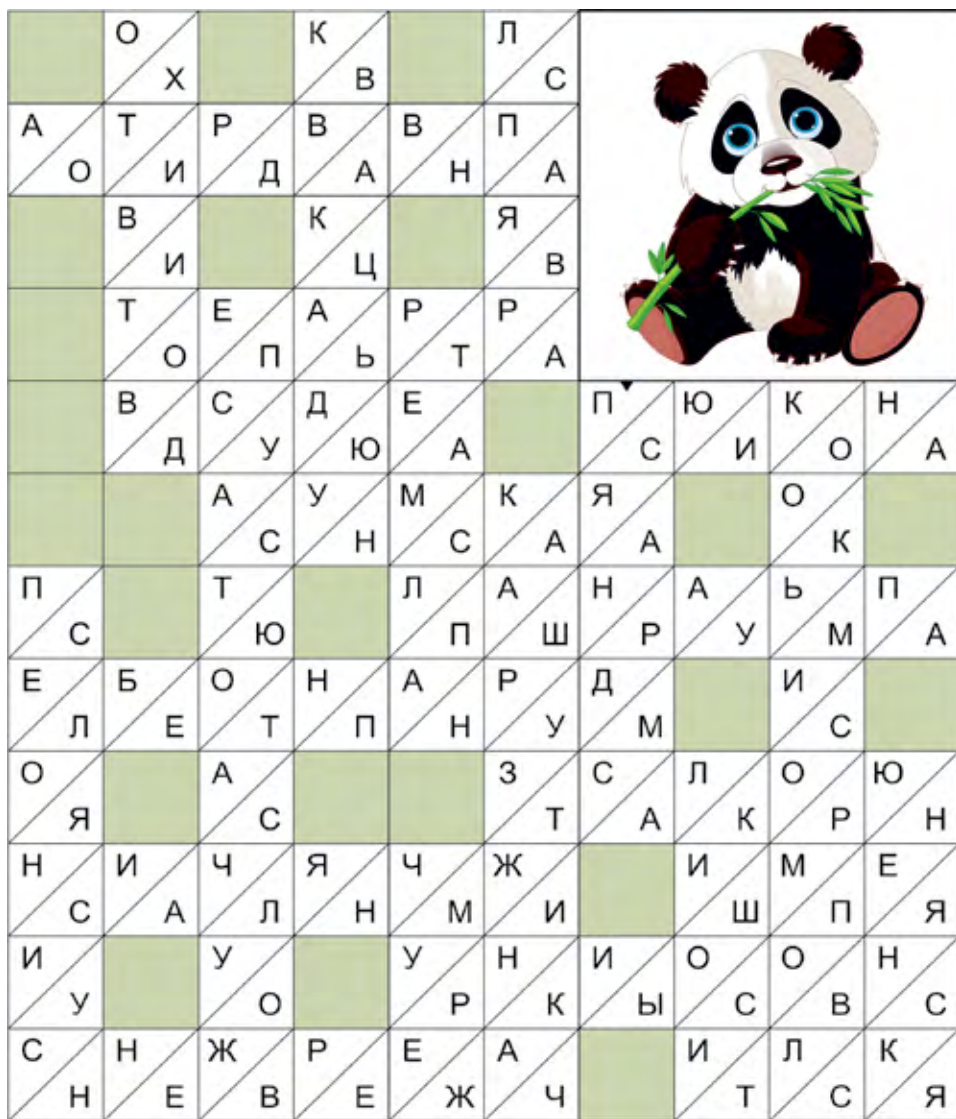 О Х К В Л С
А О Т И Р Д В А В Н П А
В И К Ц Я В
Т О Е П А Ь Р Т Р А
В Д С У Д Ю Е А П С Ю И К О Н А
А С У Н М С К А Я А О К
П С Т Ю Л П А Ш Н Р А У Ь М П А
Е Л Б Е О Т Н П А Н Р У Д М И С
О Я А С З Т С А Л К О Р Ю Н
Н С И А Ч Л Я Н Ч М Ж И И Ш М П Е Я
И У У О У Р Н К И Ы О С О В Н С
С Н Н Е Ж В Р Е Е Ж А Ч И Т Л С К Я